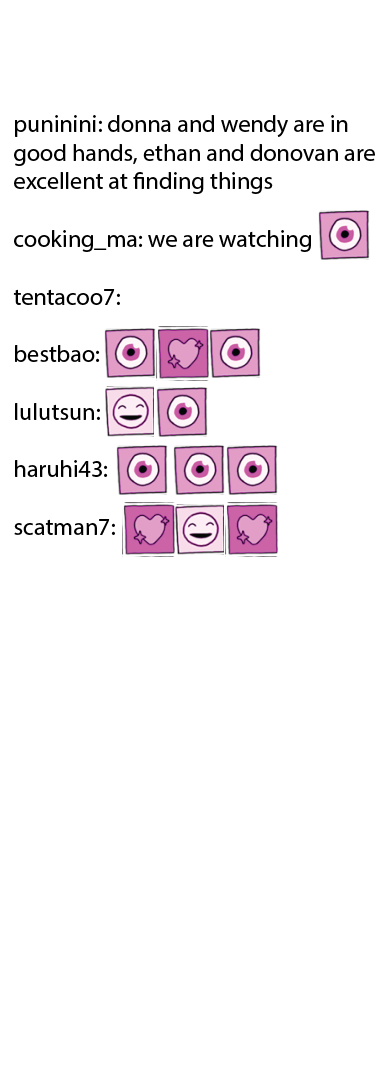 puninini: donna and wendy are in
good hands, ethan and donovan are
excellent at finding things
cooking_ma: we are watching
tentacoo7:
bestbao:
lulutsun:
haruhi43:
scatman7: